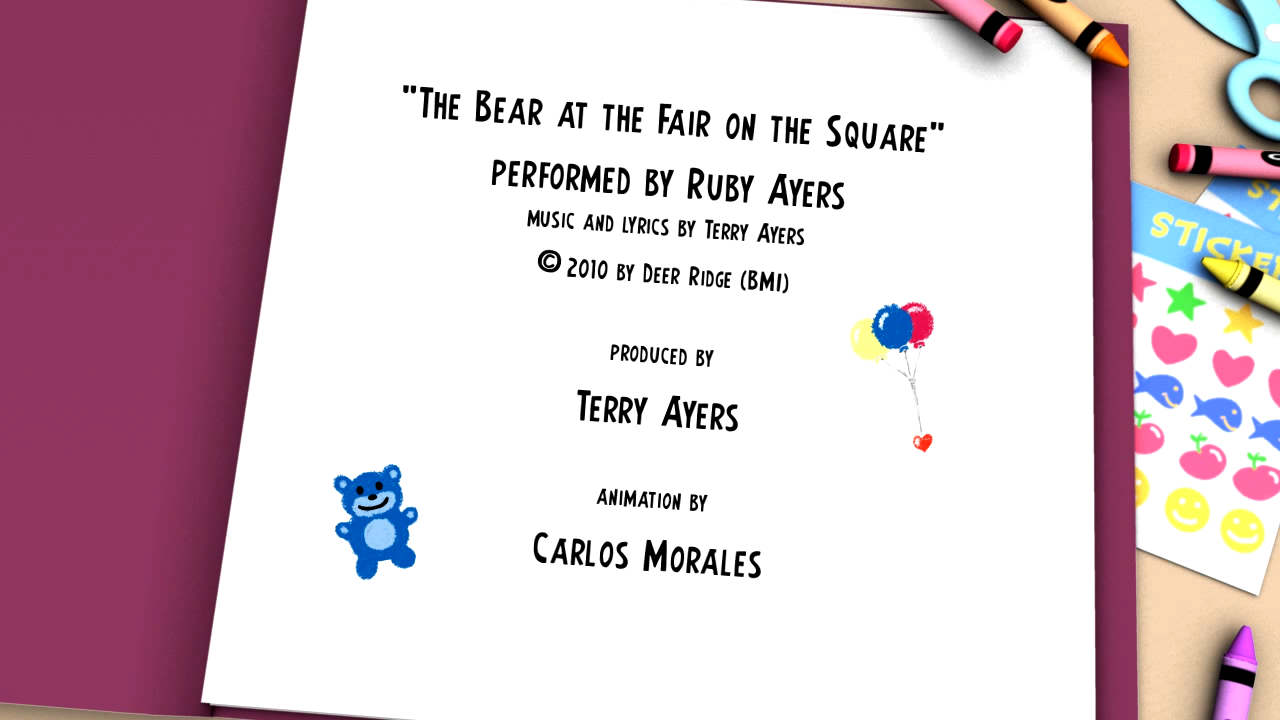 "The Bear at the Fair on the Square"
performed by Ruby Ayers
music and lyrics by Terry Ayers
© 2010 by Deer Ridge (BMI)
produced by
Terry Ayers
animation by
Carlos Morales